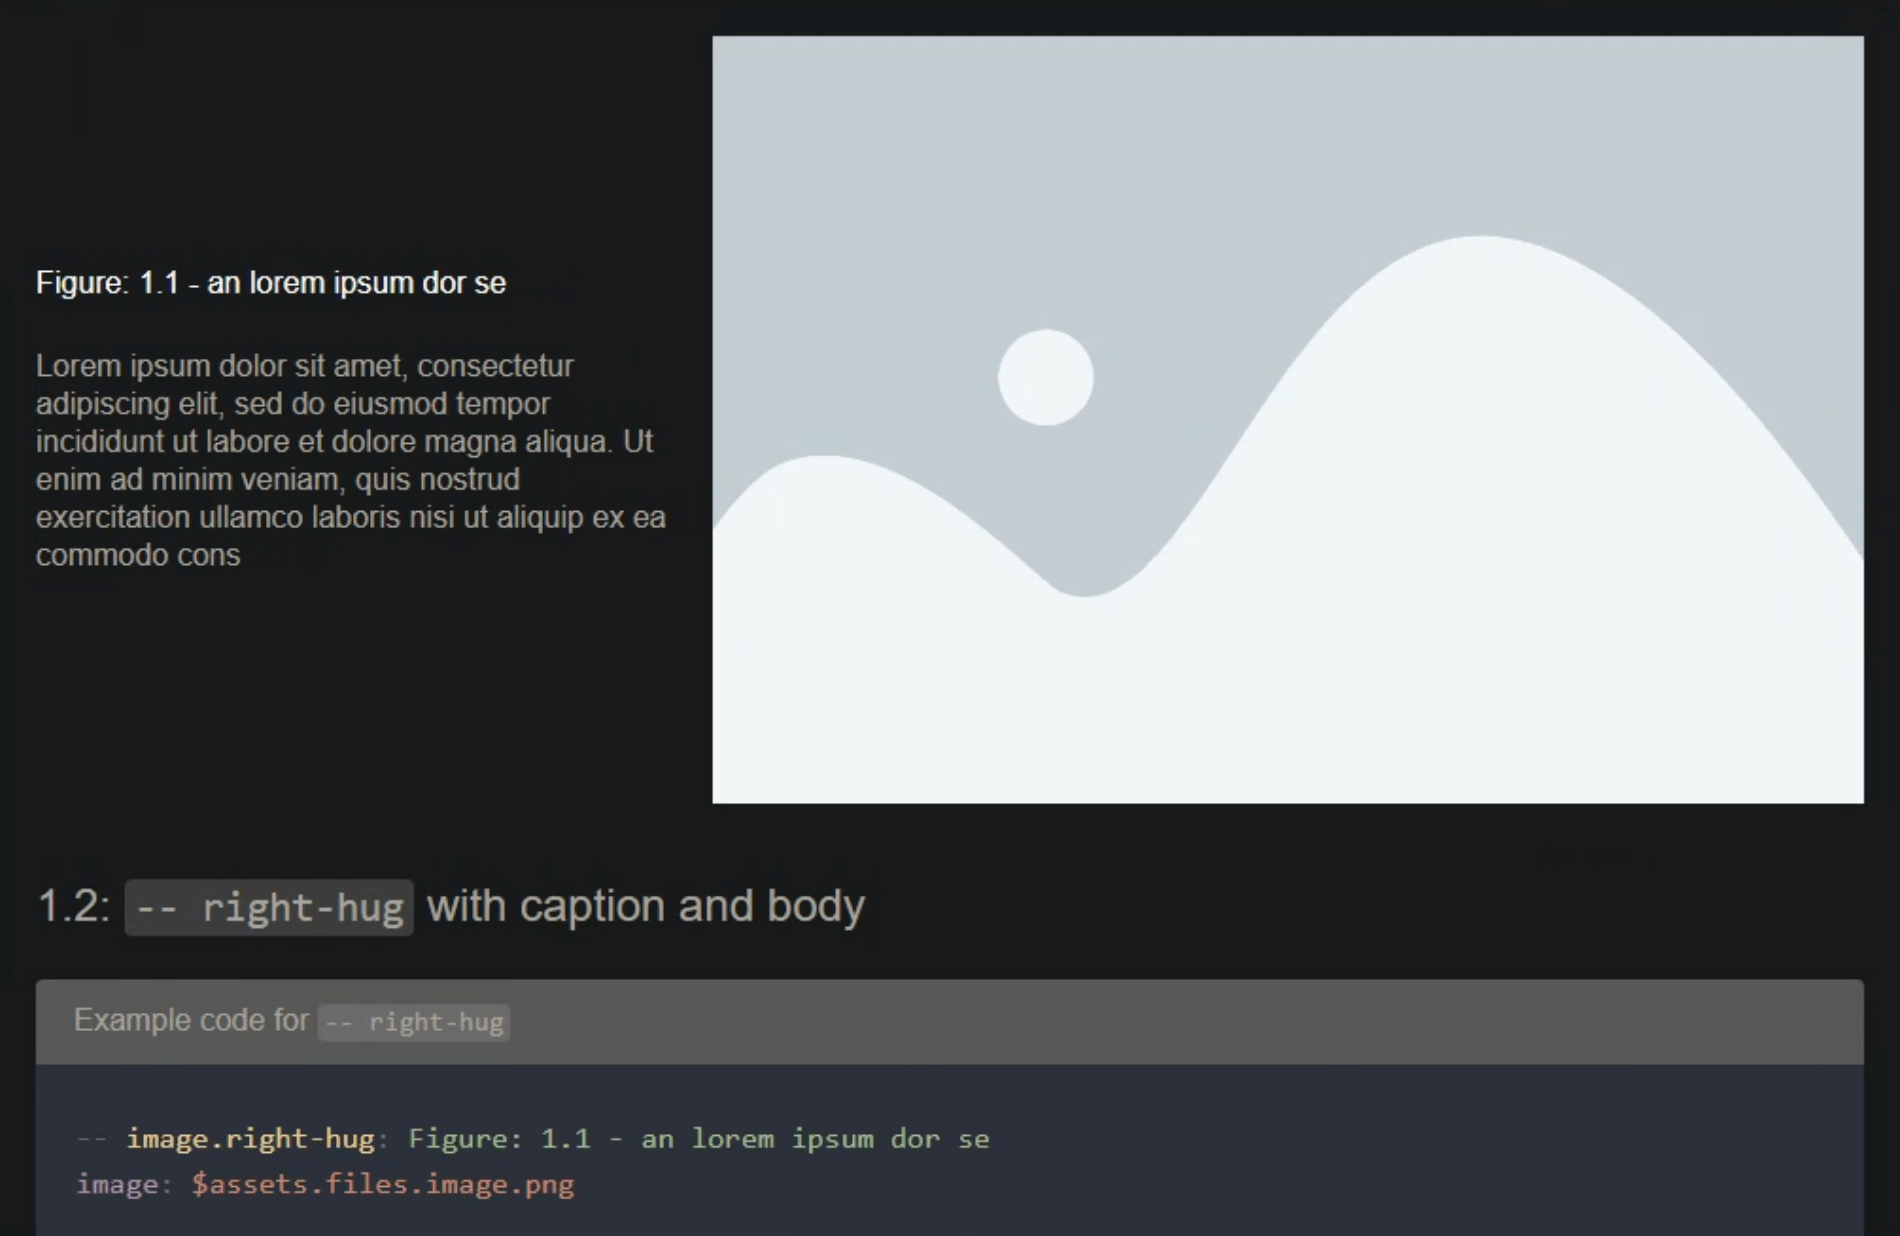 Figure: 1.1 - an lorem ipsum dor se
Lorem ipsum dolor sit amet, consectetur
adipiscing elit, sed do eiusmod tempor
incididunt ut labore et dolore magna aliqua. Ut
enim ad minim veniam, quis nostrud
exercitation ullamco laboris nisi ut aliquip ex ea
commodo cons
1.2: -- right-hug with caption and body
Example code for -- right-hug
-- image.right-hug: Figure: 1.1 - an lorem ipsum dor se
image: $assets.files.image.png